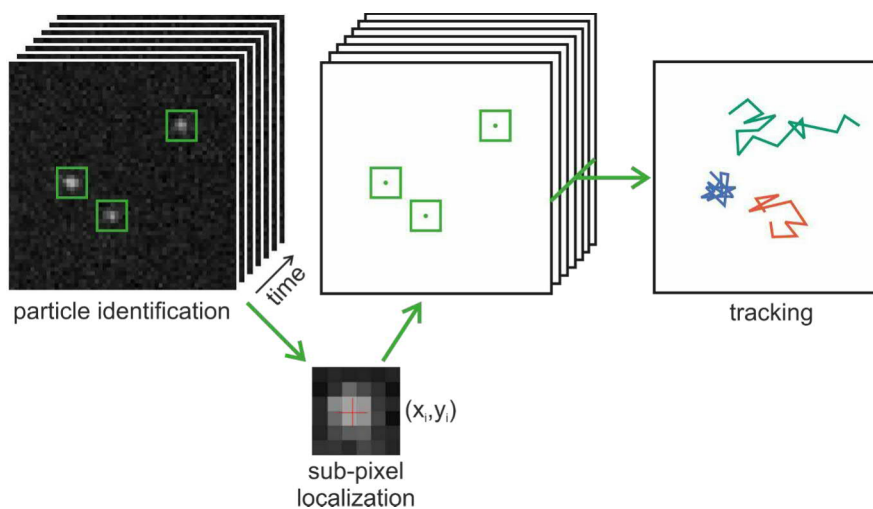 particle identification
time
tracking
(xᵢ,yᵢ)
sub-pixel
localization